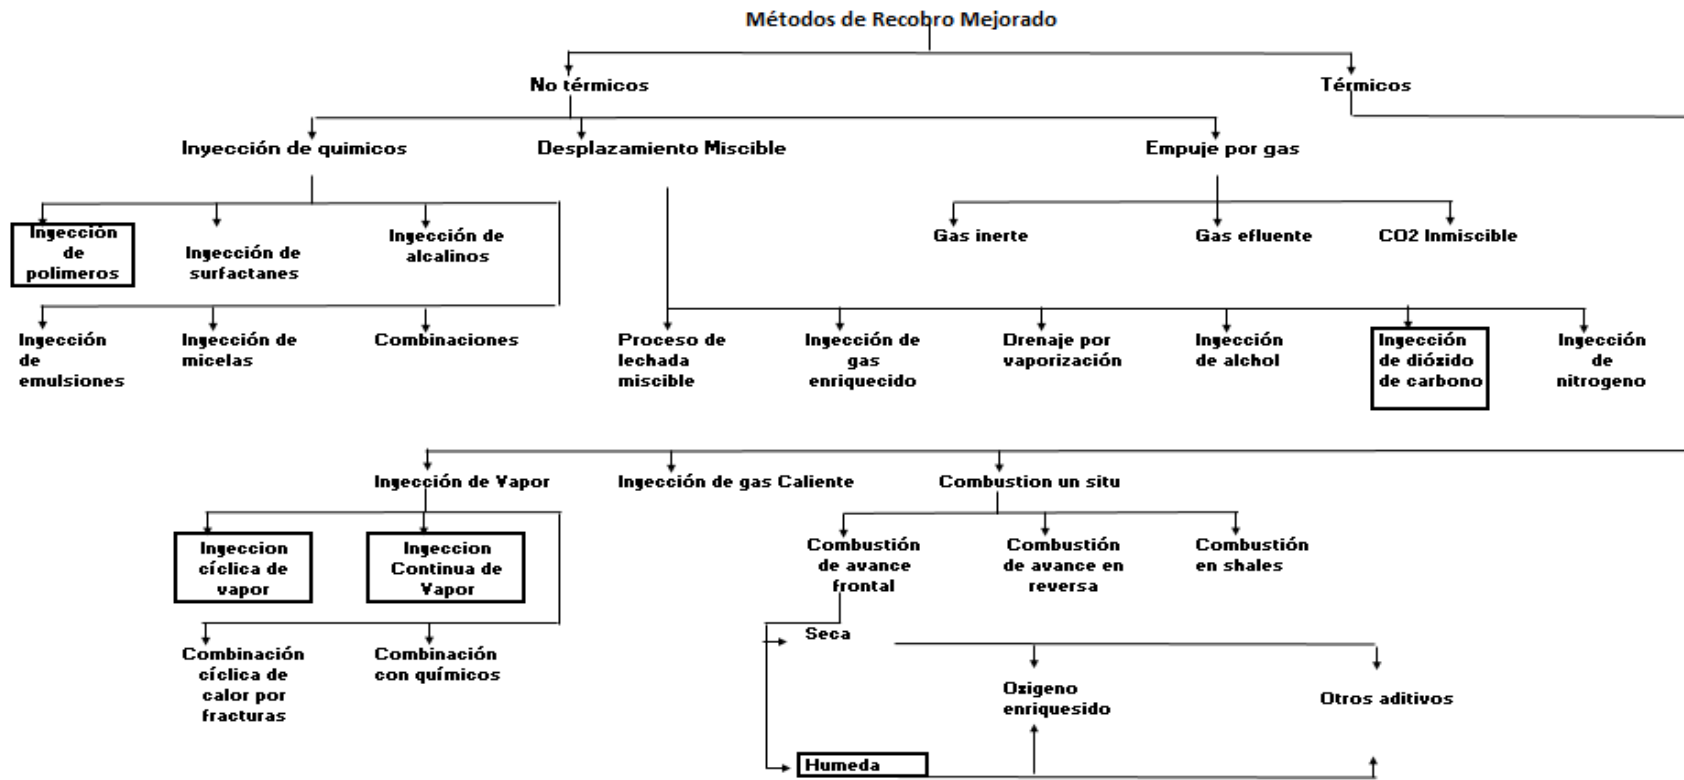 Métodos de Recobro Mejorado
No térmicos
Térmicos
Inyección de quimicos
Desplazamiento Miscible
Empuje por gas
Inyección
de
polimeros
Inyección de
surfactanes
Inyección de
alcalinos
Gas inerte
Gas efluente
CO2 Inmiscible
Inyección
de
emulsiones
Inyección de
micelas
Combinaciones
Proceso de
lechada
miscible
Inyección de
gas
enriquecido
Drenaje por
vaporización
Inyección
de alchol
Inyección
de dióxido
de carbono
Inyección
de
nitrogeno
Inyección de Vapor
Inyección de gas Caliente
Combustion un situ
Inyeccion
cíclica de
vapor
Inyeccion
Continua de
Vapor
Combustión
de avance
frontal
Combustión
de avance en
reversa
Combustión
en shales
Combinación
cíclica de
calor por
fracturas
Combinación
con químicos
Seca
Oxigeno
enriquesido
Otros aditivos
Humeda